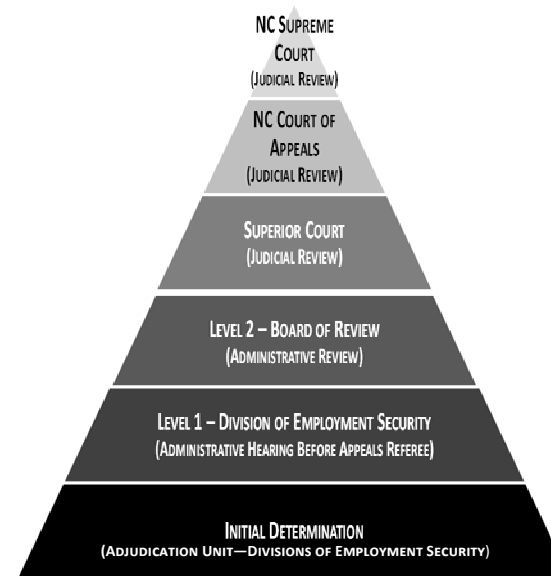 NC SUPREME
COURT
(JUDICIAL REVIEW)
NC COURT OF
APPEALS
(JUDICIAL REVIEW)
SUPERIOR COURT
(JUDICIAL REVIEW)
LEVEL 2 – BOARD OF REVIEW
(ADMINISTRATIVE REVIEW)
LEVEL 1 – DIVISION OF EMPLOYMENT SECURITY
(ADMINISTRATIVE HEARING BEFORE APPEALS REFEREE)
INITIAL DETERMINATION
(ADJUDICATION UNIT—DIVISIONS OF EMPLOYMENT SECURITY)